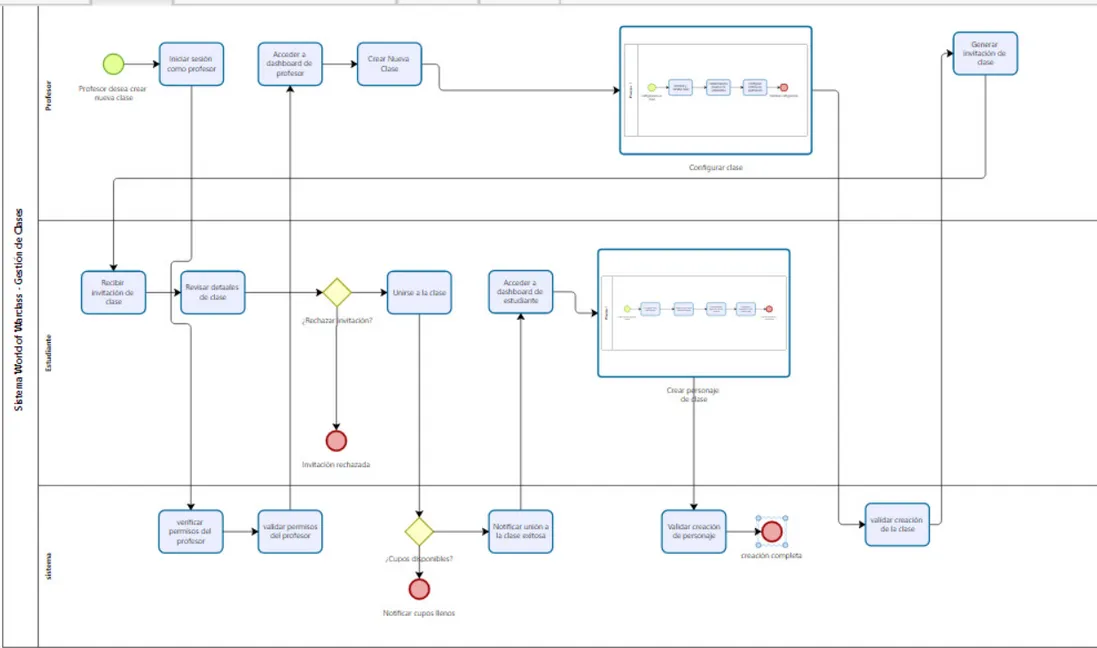 Sistema World of Warclass - Gestión de Clases
Profesor
Profesor desea crear
nueva clase
Iniciar sesión
como profesor
Acceder a
dashboard de
profesor
Crear Nueva
Clase
Configurar clase
Generar
invitación de
clase
Estudiante
Recibir
invitación de
clase
Revisar detalles
de clase
¿Rechazar invitación?
Invitación rechazada
Unirse a la clase
Acceder a
dashboard de
estudiante
Crear personaje
de clase
sistema
verificar
permisos del
profesor
validar permisos
del profesor
¿Cupos disponibles?
Notificar cupos llenos
Notificar unión a
la clase exitosa
Validar creación
de personaje
creación completa
validar creación
de la clase